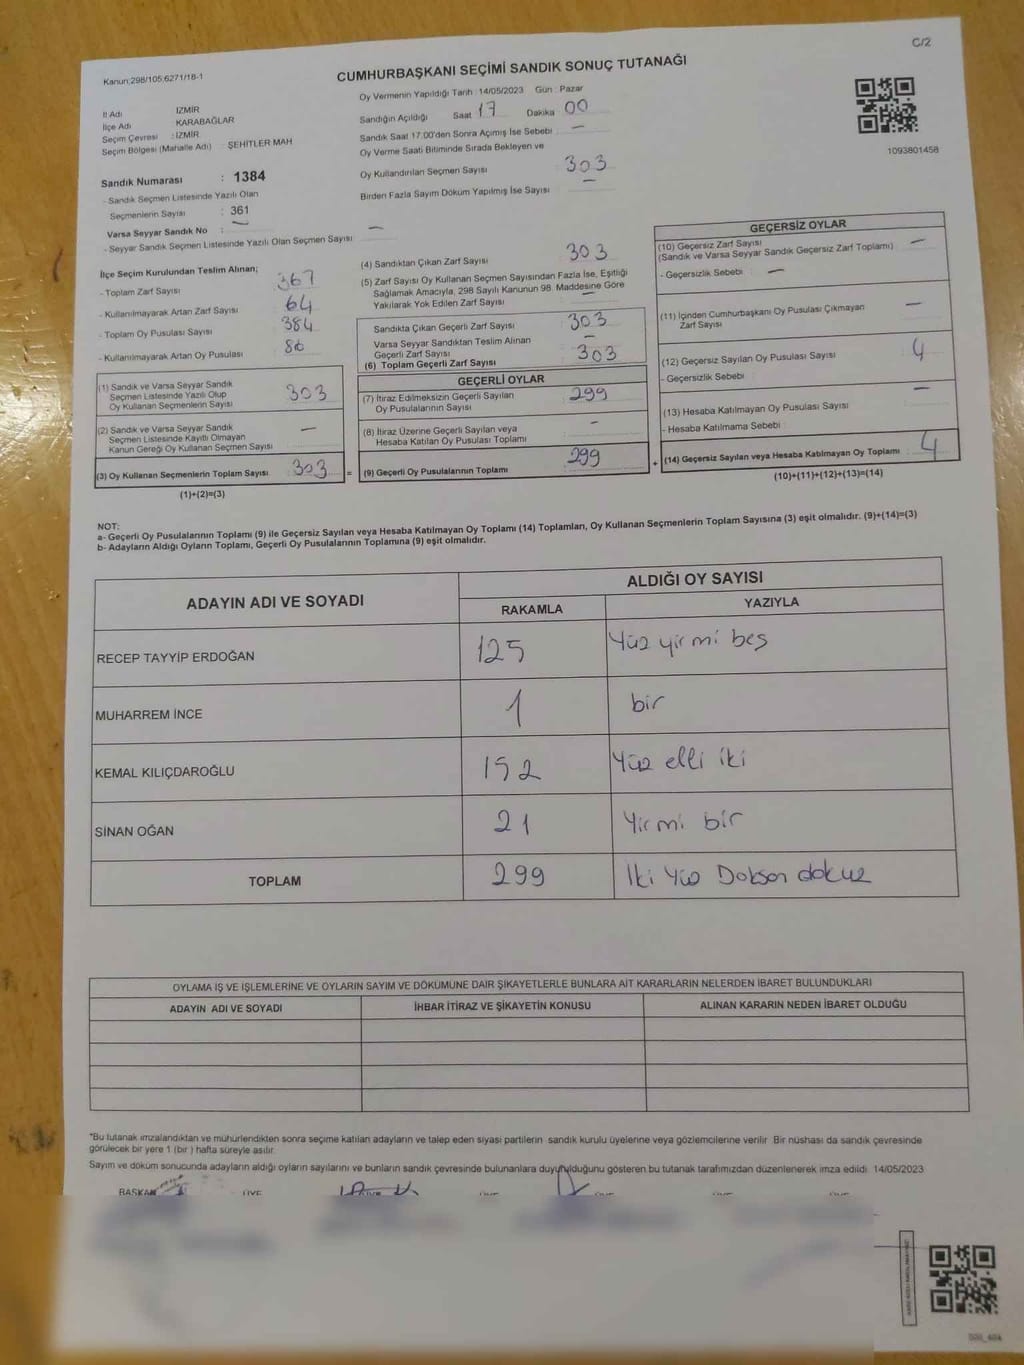 C/2
Kanun:298/105,6271/18-1
CUMHURBAŞKANI SEÇİMİ SANDIK SONUÇ TUTANAĞI
İl Adı İZMİR
İlçe Adı KARABAĞLAR
Seçim Çevresi : İZMİR
Seçim Bölgesi (Mahalle Adı) : ŞEHİTLER MAH
Sandık Numarası : 1384
- Sandık Seçmen Listesinde Yazılı Olan
Seçmenlerin Sayısı : 361
Varsa Seyyar Sandık No : —
- Seyyar Sandık Seçmen Listesinde Yazılı Olan Seçmen Sayısı —
İlçe Seçim Kurulundan Teslim Alınan;
- Toplam Zarf Sayısı 367
- Kullanılmayarak Artan Zarf Sayısı 64
- Toplam Oy Pusulası Sayısı 384
- Kullanılmayarak Artan Oy Pusulası
Oy Vermenin Yapıldığı Tarih : 14/05/2023 Gün : Pazar
Sandığın Açıldığı Saat 17 Dakika 00
Sandık Saat 17:00'den Sonra Açılmış İse Sebebi —
Oy Verme Saati Bitiminde Sırada Bekleyen ve
Oy Kullandırılan Seçmen Sayısı 303
Birden Fazla Sayım Döküm Yapılmış İse Sayısı —
1093801458
(1) Sandık ve Varsa Seyyar Sandık
Seçmen Listesinde Yazılı Olup
Oy Kullanan Seçmenlerin Sayısı 303
(2) Sandık ve Varsa Seyyar Sandık
Seçmen Listesinde Kayıtlı Olmayan
Kanun Gereği Oy Kullanan Seçmen Sayısı —
(3) Oy Kullanan Seçmenlerin Toplam Sayısı 303 =
(1)+(2)=(3)
(4) Sandıktan Çıkan Zarf Sayısı 303
(5) Zarf Sayısı Oy Kullanan Seçmen Sayısından Fazla İse, Eşitliği
Sağlamak Amacıyla, 298 Sayılı Kanunun 98. Maddesine Göre
Yakılarak Yok Edilen Zarf Sayısı —
Sandıkta Çıkan Geçerli Zarf Sayısı 303
Varsa Seyyar Sandıktan Teslim Alınan
Geçerli Zarf Sayısı —
(6) Toplam Geçerli Zarf Sayısı 303
GEÇERLİ OYLAR
(7) İtiraz Edilmeksizin Geçerli Sayılan
Oy Pusulalarının Sayısı 299
(8) İtiraz Üzerine Geçerli Sayılan veya
Hesaba Katılan Oy Pusulası Toplamı -
(9) Geçerli Oy Pusulalarının Toplamı 299 +
GEÇERSİZ OYLAR
(10) Geçersiz Zarf Sayısı —
(Sandık ve Varsa Seyyar Sandık Geçersiz Zarf Toplamı)
- Geçersizlik Sebebi : —
(11) İçinden Cumhurbaşkanı Oy Pusulası Çıkmayan
Zarf Sayısı —
(12) Geçersiz Sayılan Oy Pusulası Sayısı 4
- Geçersizlik Sebebi :
(13) Hesaba Katılmayan Oy Pusulası Sayısı —
- Hesaba Katılmama Sebebi :
(14) Geçersiz Sayılan veya Hesaba Katılmayan Oy Toplamı 4
(10)+(11)+(12)+(13)=(14)
NOT:
a- Geçerli Oy Pusulalarının Toplamı (9) ile Geçersiz Sayılan veya Hesaba Katılmayan Oy Toplamı (14) Toplamları, Oy Kullanan Seçmenlerin Toplam Sayısına (3) eşit olmalıdır. (9)+(14)=(3)
b- Adayların Aldığı Oyların Toplamı, Geçerli Oy Pusulalarının Toplamına (9) eşit olmalıdır.
ADAYIN ADI VE SOYADI ALDIĞI OY SAYISI
RAKAMLA YAZIYLA
RECEP TAYYİP ERDOĞAN 125 Yüz yirmi beş
MUHARREM İNCE 1 bir
KEMAL KILIÇDAROĞLU 152 Yüz elli iki
SİNAN OĞAN 21 Yirmi bir
TOPLAM 299 İki Yüz Doksan dokuz
OYLAMA İŞ VE İŞLEMLERİNE VE OYLARIN SAYIM VE DÖKÜMÜNE DAİR ŞİKAYETLERLE BUNLARA AİT KARARLARIN NELERDEN İBARET BULUNDUKLARI
ADAYIN ADI VE SOYADI İHBAR İTİRAZ VE ŞİKAYETİN KONUSU ALINAN KARARIN NEDEN İBARET OLDUĞU
*Bu tutanak imzalandıktan ve mühürlendikten sonra seçime katılan adayların ve talep eden siyasi partilerin sandık kurulu üyelerine veya gözlemcilerine verilir. Bir nüshası da sandık çevresinde
görülecek bir yere 1 (bir ) hafta süreyle asılır.
Sayım ve döküm sonucunda adayların aldığı oyların sayılarını ve bunların sandık çevresinde bulunanlara duyurulduğunu gösteren bu tutanak tarafımızdan düzenlenerek imza edildi. 14/05/2023
BAŞKAN ÜYE ÜYE ÜYE